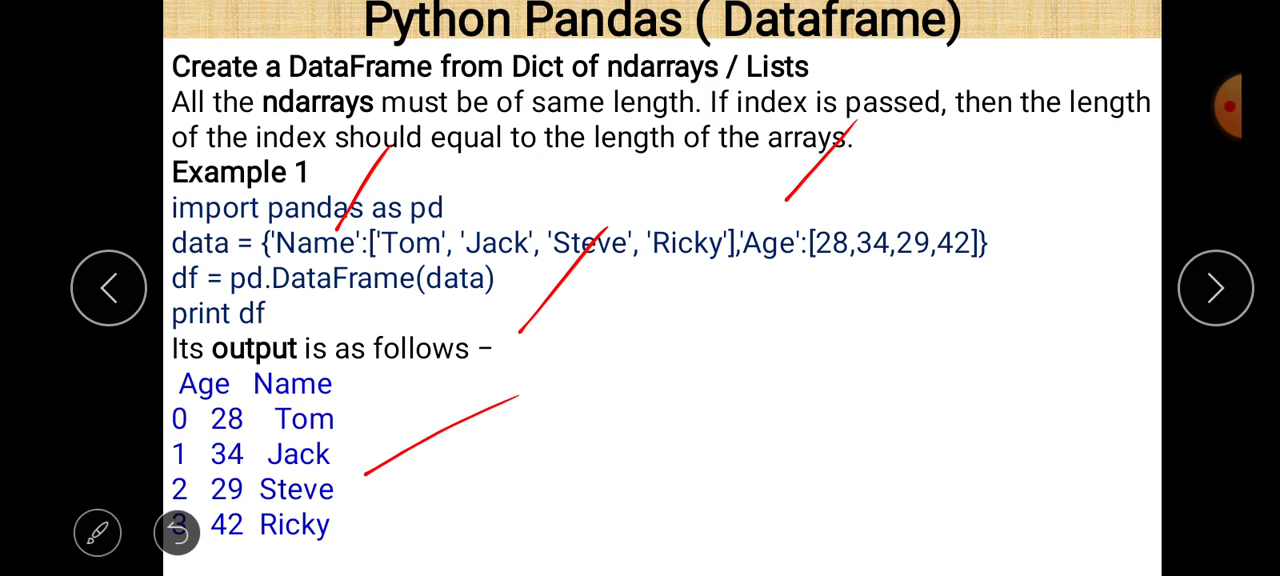 Python Pandas ( Dataframe)
Create a DataFrame from Dict of ndarrays / Lists
All the ndarrays must be of same length. If index is passed, then the length
of the index should equal to the length of the arrays.
Example 1
import pandas as pd
data = {'Name':['Tom', 'Jack', 'Steve', 'Ricky'],'Age':[28,34,29,42]}
df = pd.DataFrame(data)
print df
Its output is as follows −
Age Name
0 28 Tom
1 34 Jack
2 29 Steve
3 42 Ricky